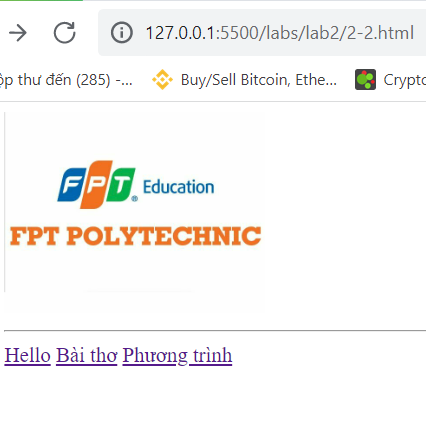 127.0.0.1:5500/labs/lab2/2-2.html
ộp thư đến (285) -... Buy/Sell Bitcoin, Ethe... Crypto
FPT Education
FPT POLYTECHNIC
Hello Bài thơ Phương trình